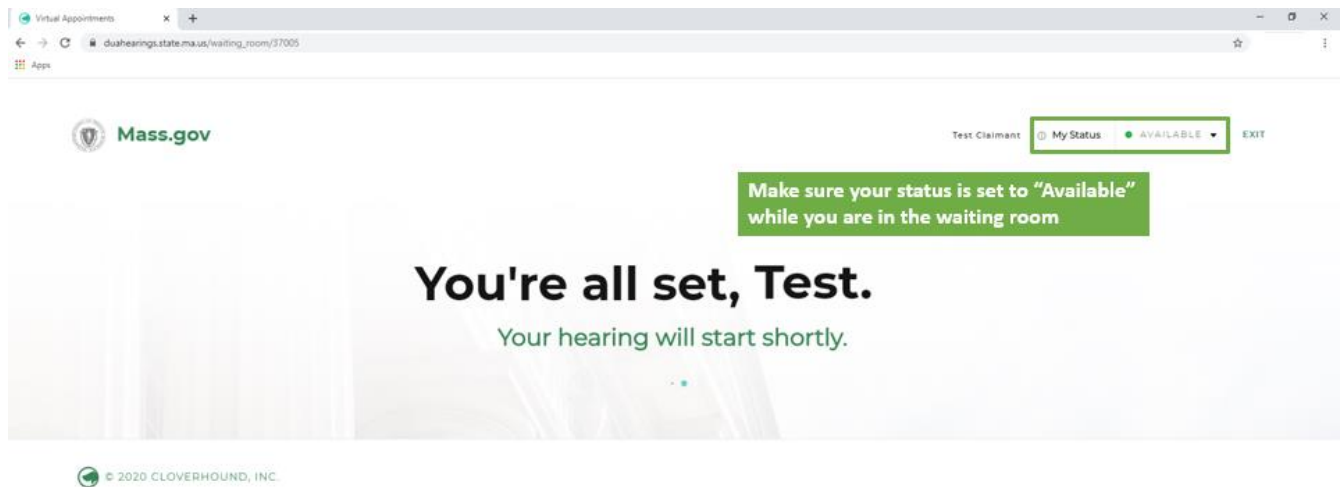 Virtual Appointments
duahearings.state.ma.us/waiting_room/37005
Apps
Mass.gov
Test Claimant My Status AVAILABLE EXIT
Make sure your status is set to “Available”
while you are in the waiting room
You're all set, Test.
Your hearing will start shortly.
© 2020 CLOVERHOUND, INC.